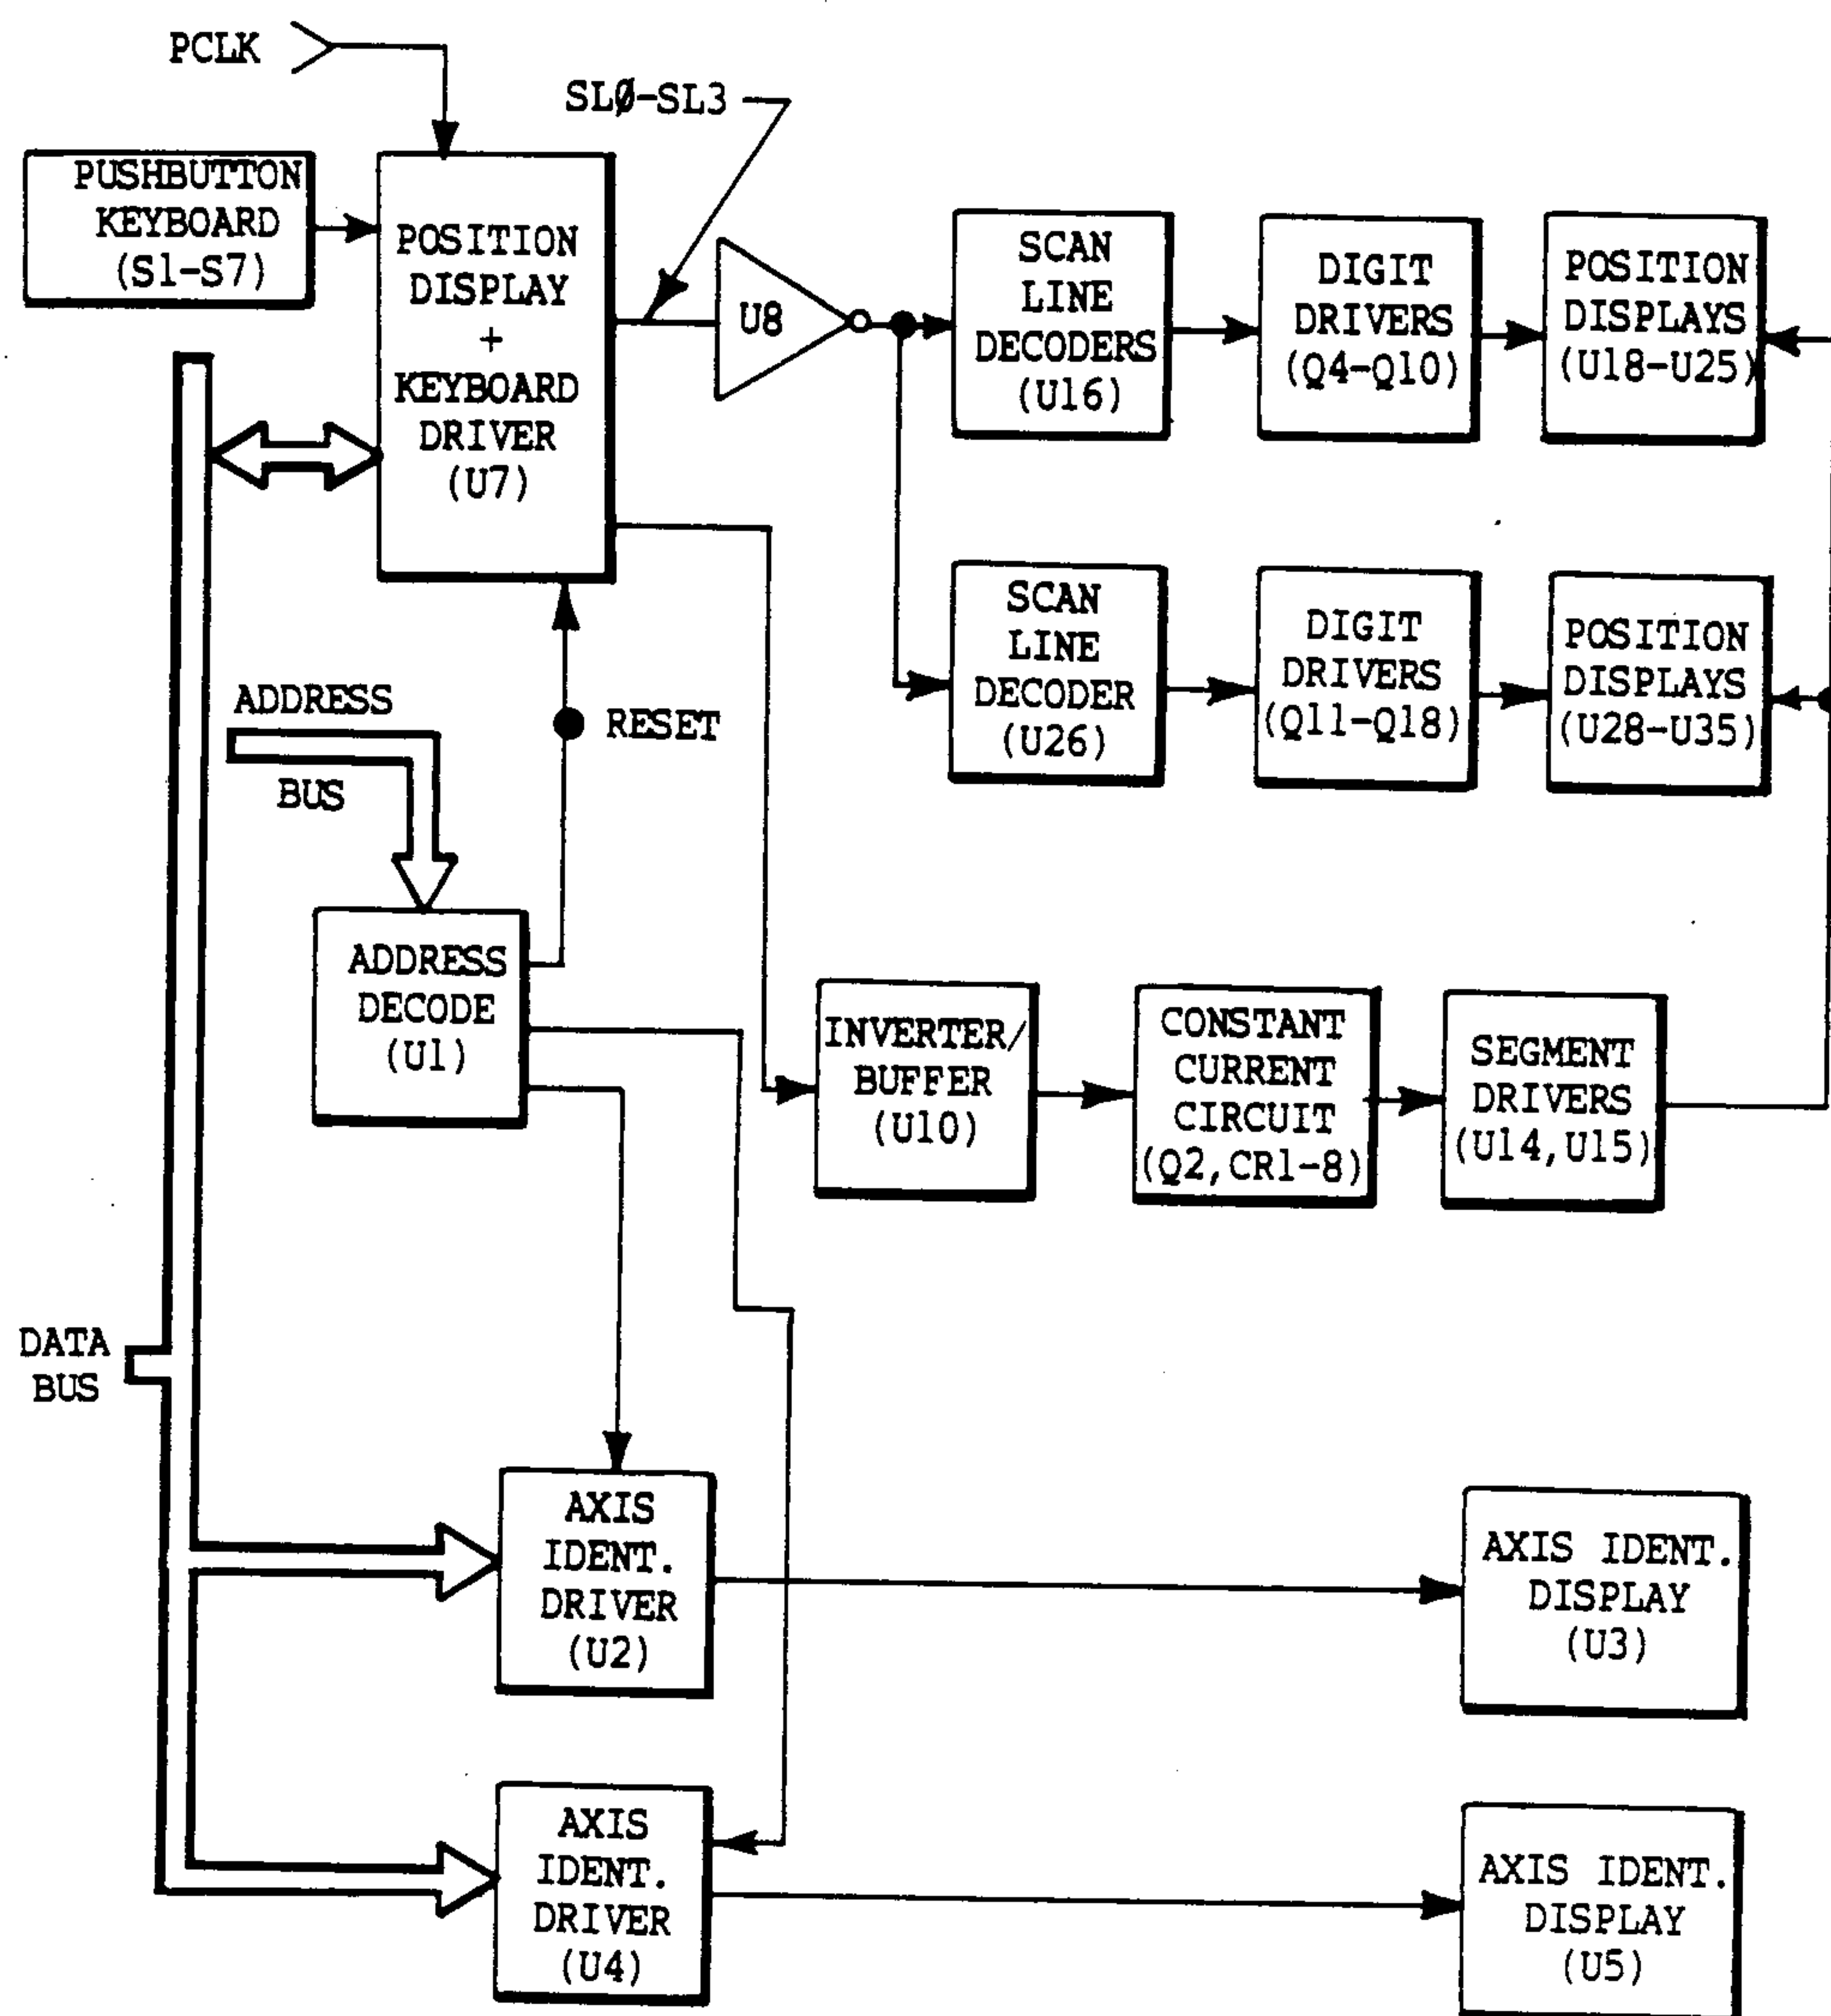 PCLK
SLØ-SL3
PUSHBUTTON
KEYBOARD
(S1-S7)
POSITION
DISPLAY
+
KEYBOARD
DRIVER
(U7)
U8
SCAN
LINE
DECODERS
(U16)
DIGIT
DRIVERS
(Q4-Q10)
POSITION
DISPLAYS
(U18-U25)
SCAN
LINE
DECODER
(U26)
DIGIT
DRIVERS
(Q11-Q18)
POSITION
DISPLAYS
(U28-U35)
ADDRESS
BUS
RESET
ADDRESS
DECODE
(U1)
INVERTER/
BUFFER
(U10)
CONSTANT
CURRENT
CIRCUIT
(Q2,CR1-8)
SEGMENT
DRIVERS
(U14,U15)
DATA
BUS
AXIS
IDENT.
DRIVER
(U2)
AXIS IDENT.
DISPLAY
(U3)
AXIS
IDENT.
DRIVER
(U4)
AXIS IDENT.
DISPLAY
(U5)